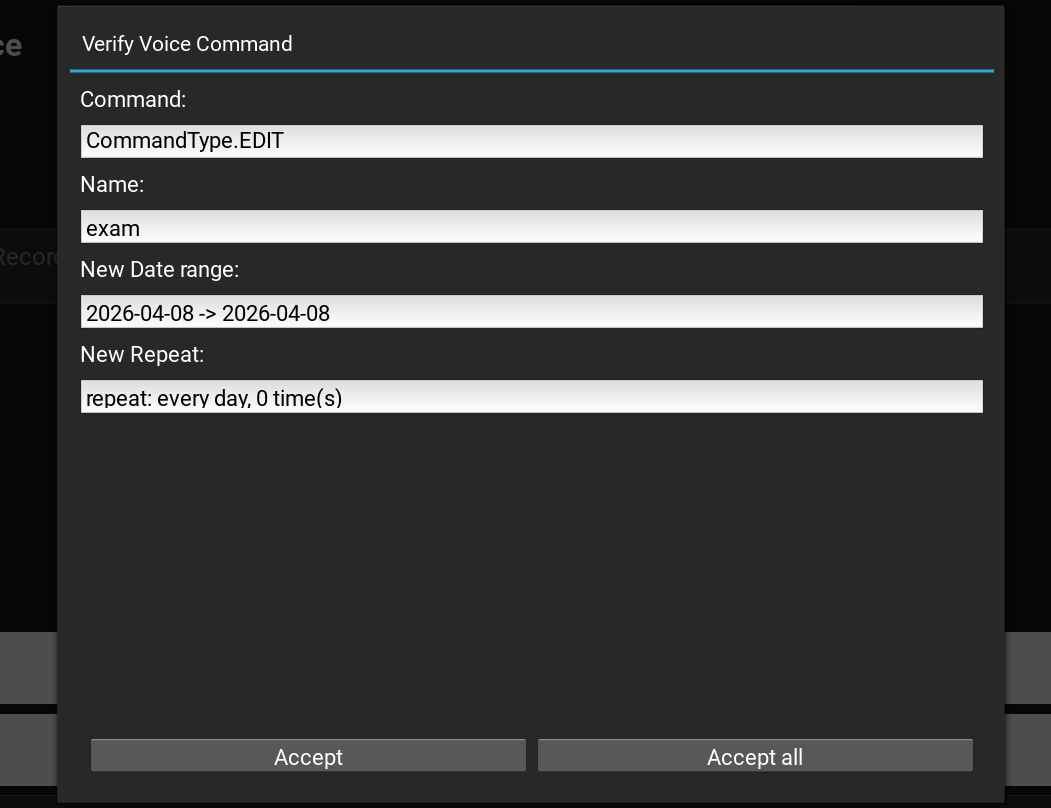 Verify Voice Command
Command:
CommandType.EDIT
Name:
exam
New Date range:
2026-04-08 -> 2026-04-08
New Repeat:
repeat: every day, 0 time(s)
Accept
Accept all